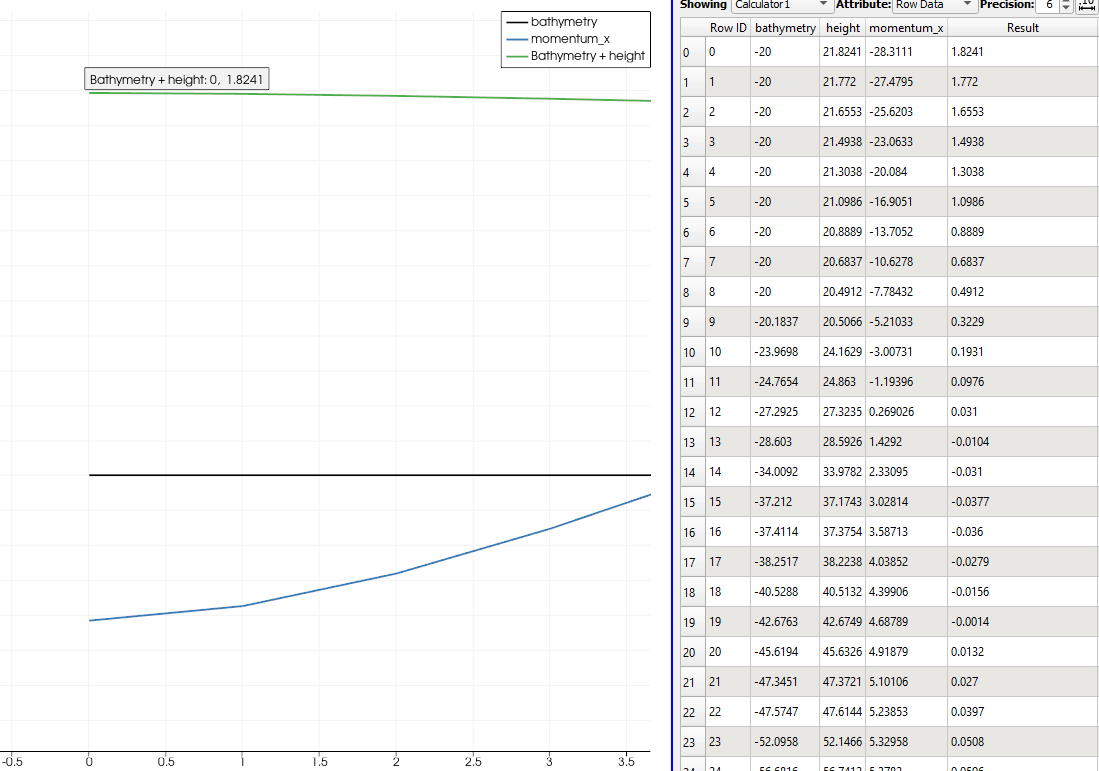 bathymetry
momentum_x
Bathymetry + height
Bathymetry + height: 0, 1.8241
-0.5 0 0.5 1 1.5 2 2.5 3 3.5
Showing Calculator1 Attribute: Row Data Precision: 6
Row ID bathymetry height momentum_x Result
0 0 -20 21.8241 -28.3111 1.8241
1 1 -20 21.772 -27.4795 1.772
2 2 -20 21.6553 -25.6203 1.6553
3 3 -20 21.4938 -23.0633 1.4938
4 4 -20 21.3038 -20.084 1.3038
5 5 -20 21.0986 -16.9051 1.0986
6 6 -20 20.8889 -13.7052 0.8889
7 7 -20 20.6837 -10.6278 0.6837
8 8 -20 20.4912 -7.78432 0.4912
9 9 -20.1837 20.5066 -5.21033 0.3229
10 10 -23.9698 24.1629 -3.00731 0.1931
11 11 -24.7654 24.863 -1.19396 0.0976
12 12 -27.2925 27.3235 0.269026 0.031
13 13 -28.603 28.5926 1.4292 -0.0104
14 14 -34.0092 33.9782 2.33095 -0.031
15 15 -37.212 37.1743 3.02814 -0.0377
16 16 -37.4114 37.3754 3.58713 -0.036
17 17 -38.2517 38.2238 4.03852 -0.0279
18 18 -40.5288 40.5132 4.39906 -0.0156
19 19 -42.6763 42.6749 4.68789 -0.0014
20 20 -45.6194 45.6326 4.91879 0.0132
21 21 -47.3451 47.3721 5.10106 0.027
22 22 -47.5747 47.6144 5.23853 0.0397
23 23 -52.0958 52.1466 5.32958 0.0508